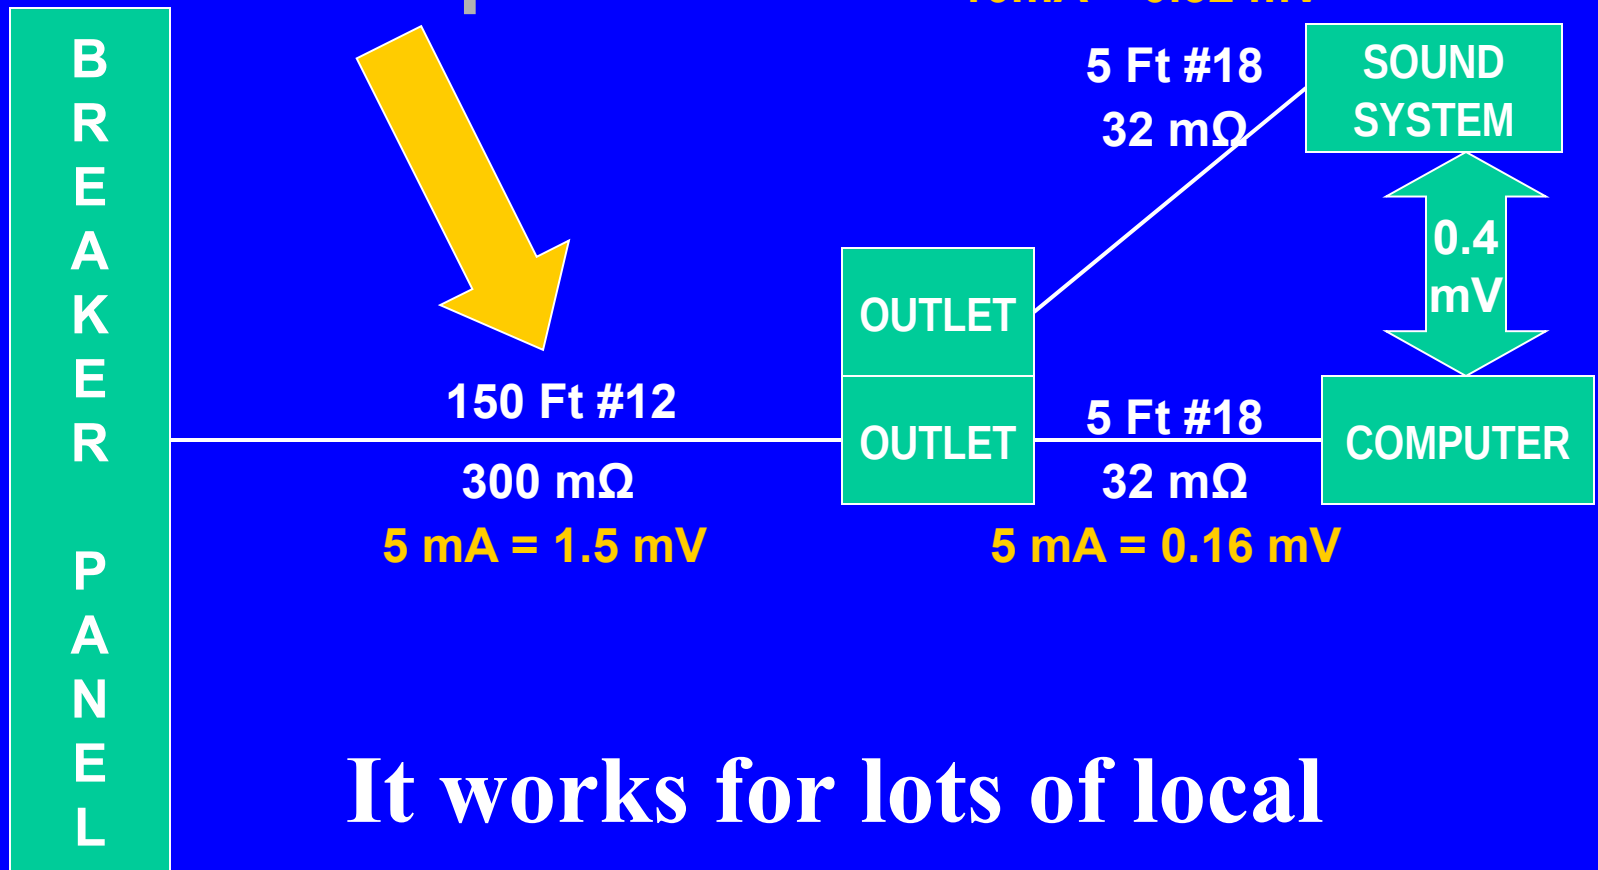 5 Ft #18
32 mΩ
SOUND
SYSTEM
0.4
mV
OUTLET
OUTLET
150 Ft #12
300 mΩ
5 mA = 1.5 mV
5 Ft #18
32 mΩ
5 mA = 0.16 mV
COMPUTER
B
R
E
A
K
E
R
P
A
N
E
L
It works for lots of local